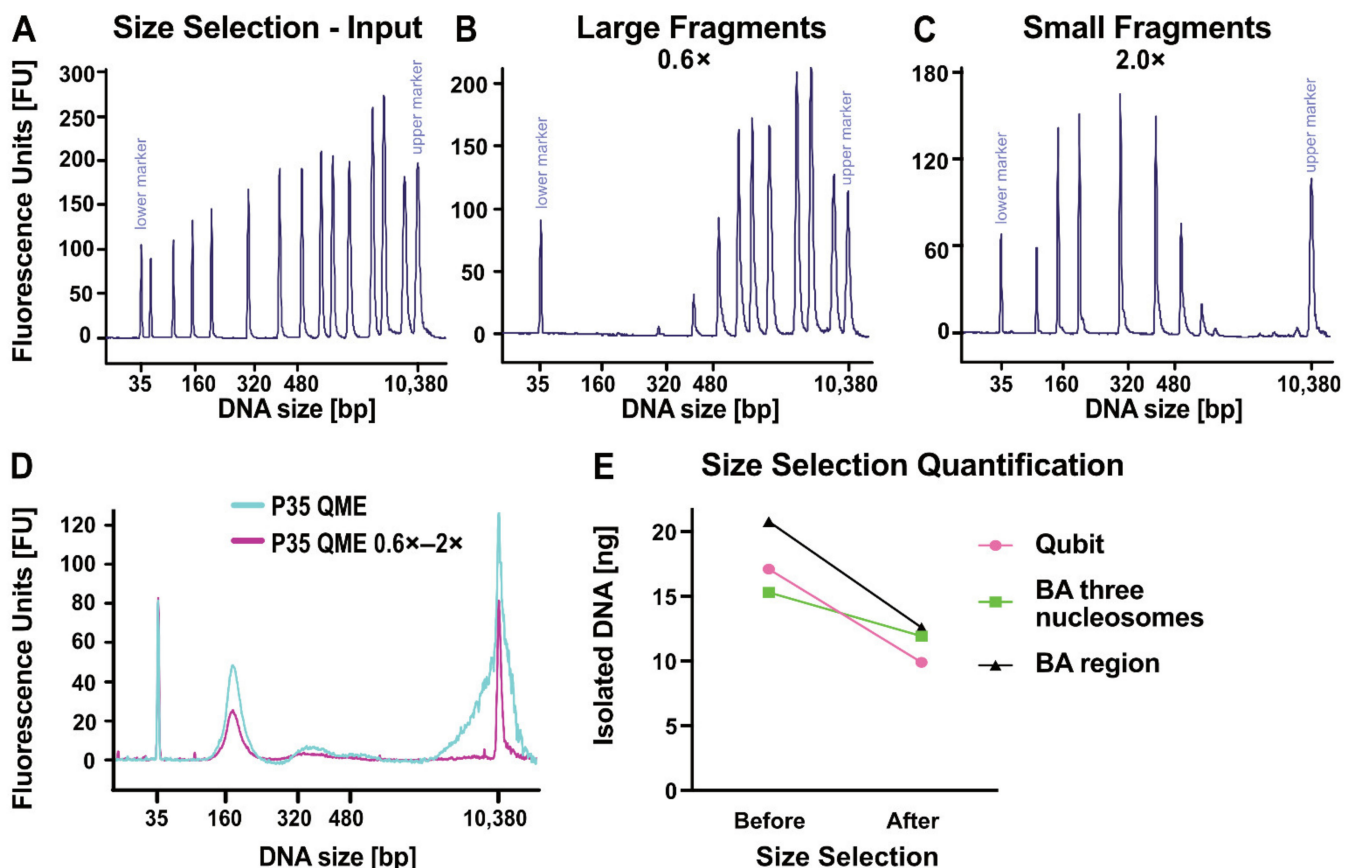 A Size Selection - Input
Fluorescence Units [FU]
300
250
200
150
100
50
0
lower marker
upper marker
35 160 320 480 10,380
DNA size [bp]
B Large Fragments
0.6×
200
150
100
50
0
lower marker
upper marker
35 160 320 480 10,380
DNA size [bp]
C Small Fragments
2.0×
180
120
60
0
lower marker
upper marker
35 160 320 480 10,380
DNA size [bp]
D
Fluorescence Units [FU]
P35 QME
P35 QME 0.6×–2×
120
100
80
60
40
20
0
35 160 320 480 10,380
DNA size [bp]
E Size Selection Quantification
Isolated DNA [ng]
20
15
10
5
0
Before After
Size Selection
Qubit
BA three
nucleosomes
BA region